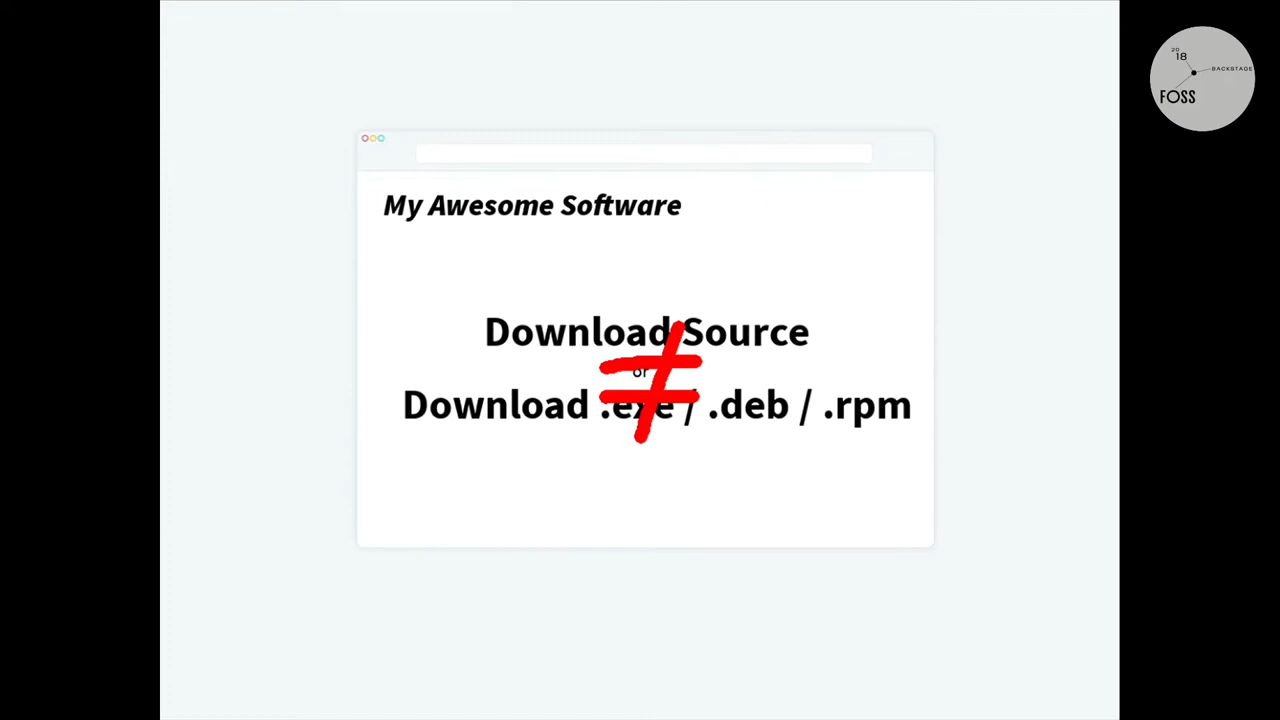 20
18
BACKSTAGE
FOSS
My Awesome Software
Download Source
or
Download .exe / .deb / .rpm